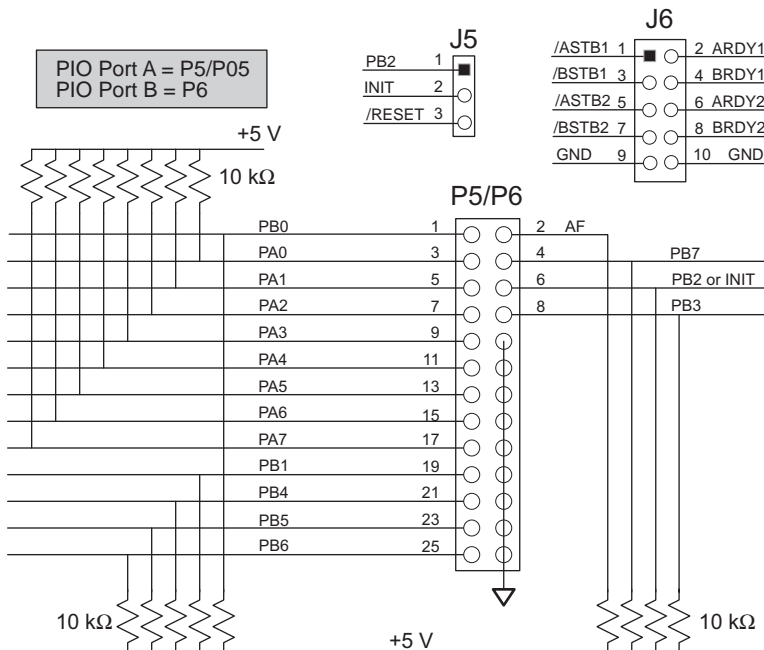 PIO Port A = P5/P05
PIO Port B = P6
J5
PB2 1
INIT 2
/RESET 3
J6
/ASTB1 1 2 ARDY1
/BSTB1 3 4 BRDY1
/ASTB2 5 6 ARDY2
/BSTB2 7 8 BRDY2
GND 9 10 GND
+5 V
10 kΩ
P5/P6
PB0 1 2 AF
PA0 3 4 PB7
PA1 5 6 PB2 or INIT
PA2 7 8 PB3
PA3 9
PA4 11
PA5 13
PA6 15
PA7 17
PB1 19
PB4 21
PB5 23
PB6 25
10 kΩ 10 kΩ
+5 V